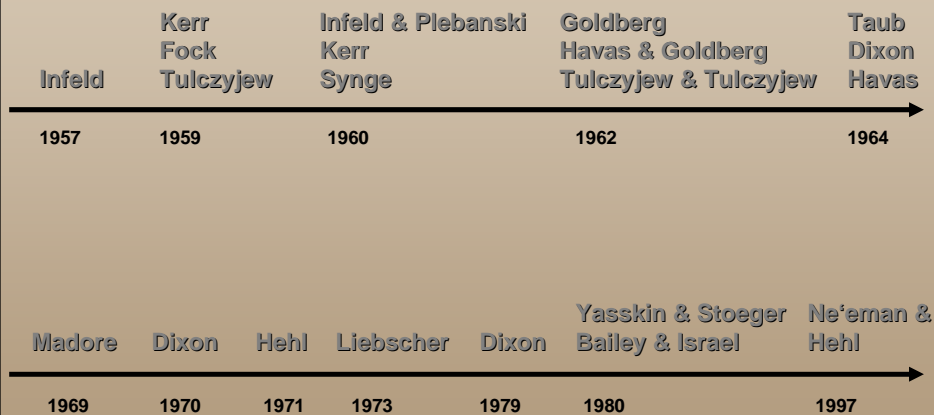 Kerr Infeld & Plebanski Goldberg Taub
Fock Kerr Havas & Goldberg Dixon
Infeld Tulczyjew Synge Tulczyjew & Tulczyjew Havas
1957 1959 1960 1962 1964
Yasskin & Stoeger Ne‘eman &
Madore Dixon Hehl Liebscher Dixon Bailey & Israel Hehl
1969 1970 1971 1973 1979 1980 1997